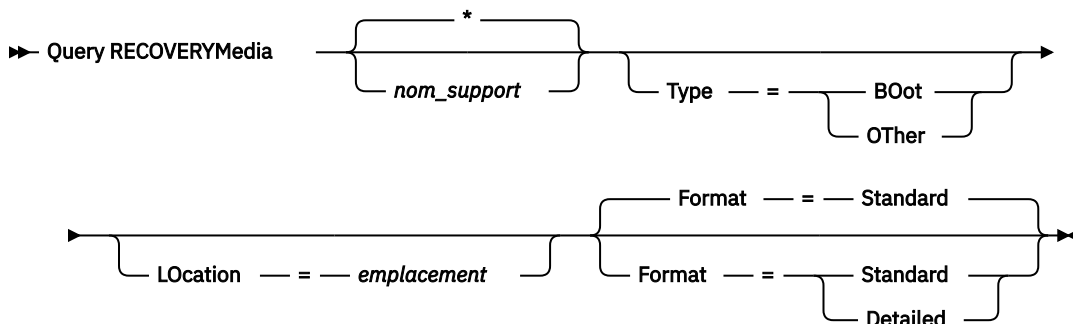 *
Query RECOVERYMedia
nom_support
Type = BOot
OTher
Format = Standard
LOcation = emplacement
Format = Standard
Detailed